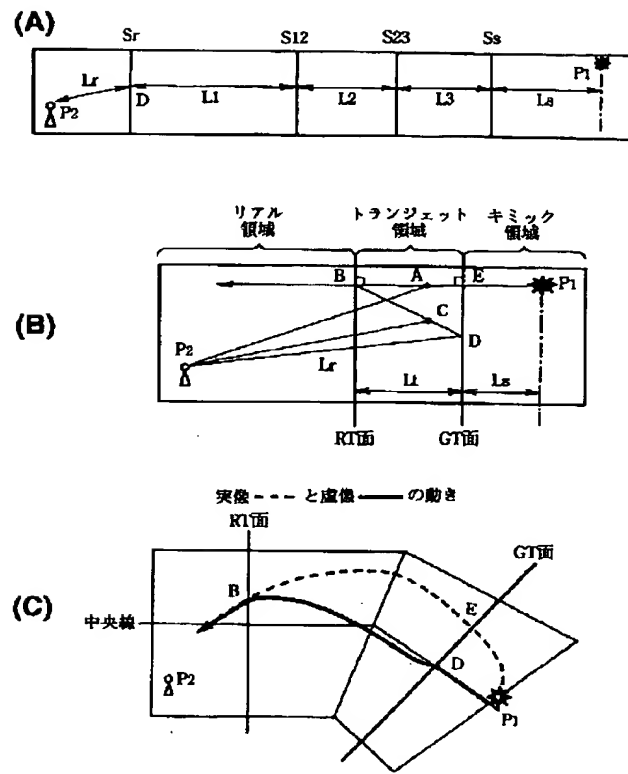 (A)
Sr S12 S23 Ss
Lr P2 D L1 L2 L3 Ls P1
(B)
リアル領域 トランジェット領域 キミック領域
B A E P1
C
P2 D
Lr Lt Ls
RT面 GT面
(C)
実像---と虚像━━の動き
RT面
GT面
B
E
中央線
D
P2
P1